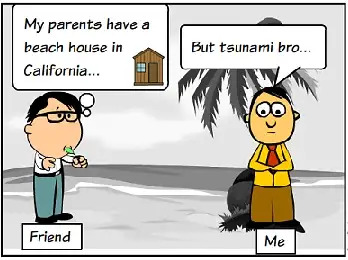 My parents have a
beach house in
California...
But tsunami bro...
Friend
Me